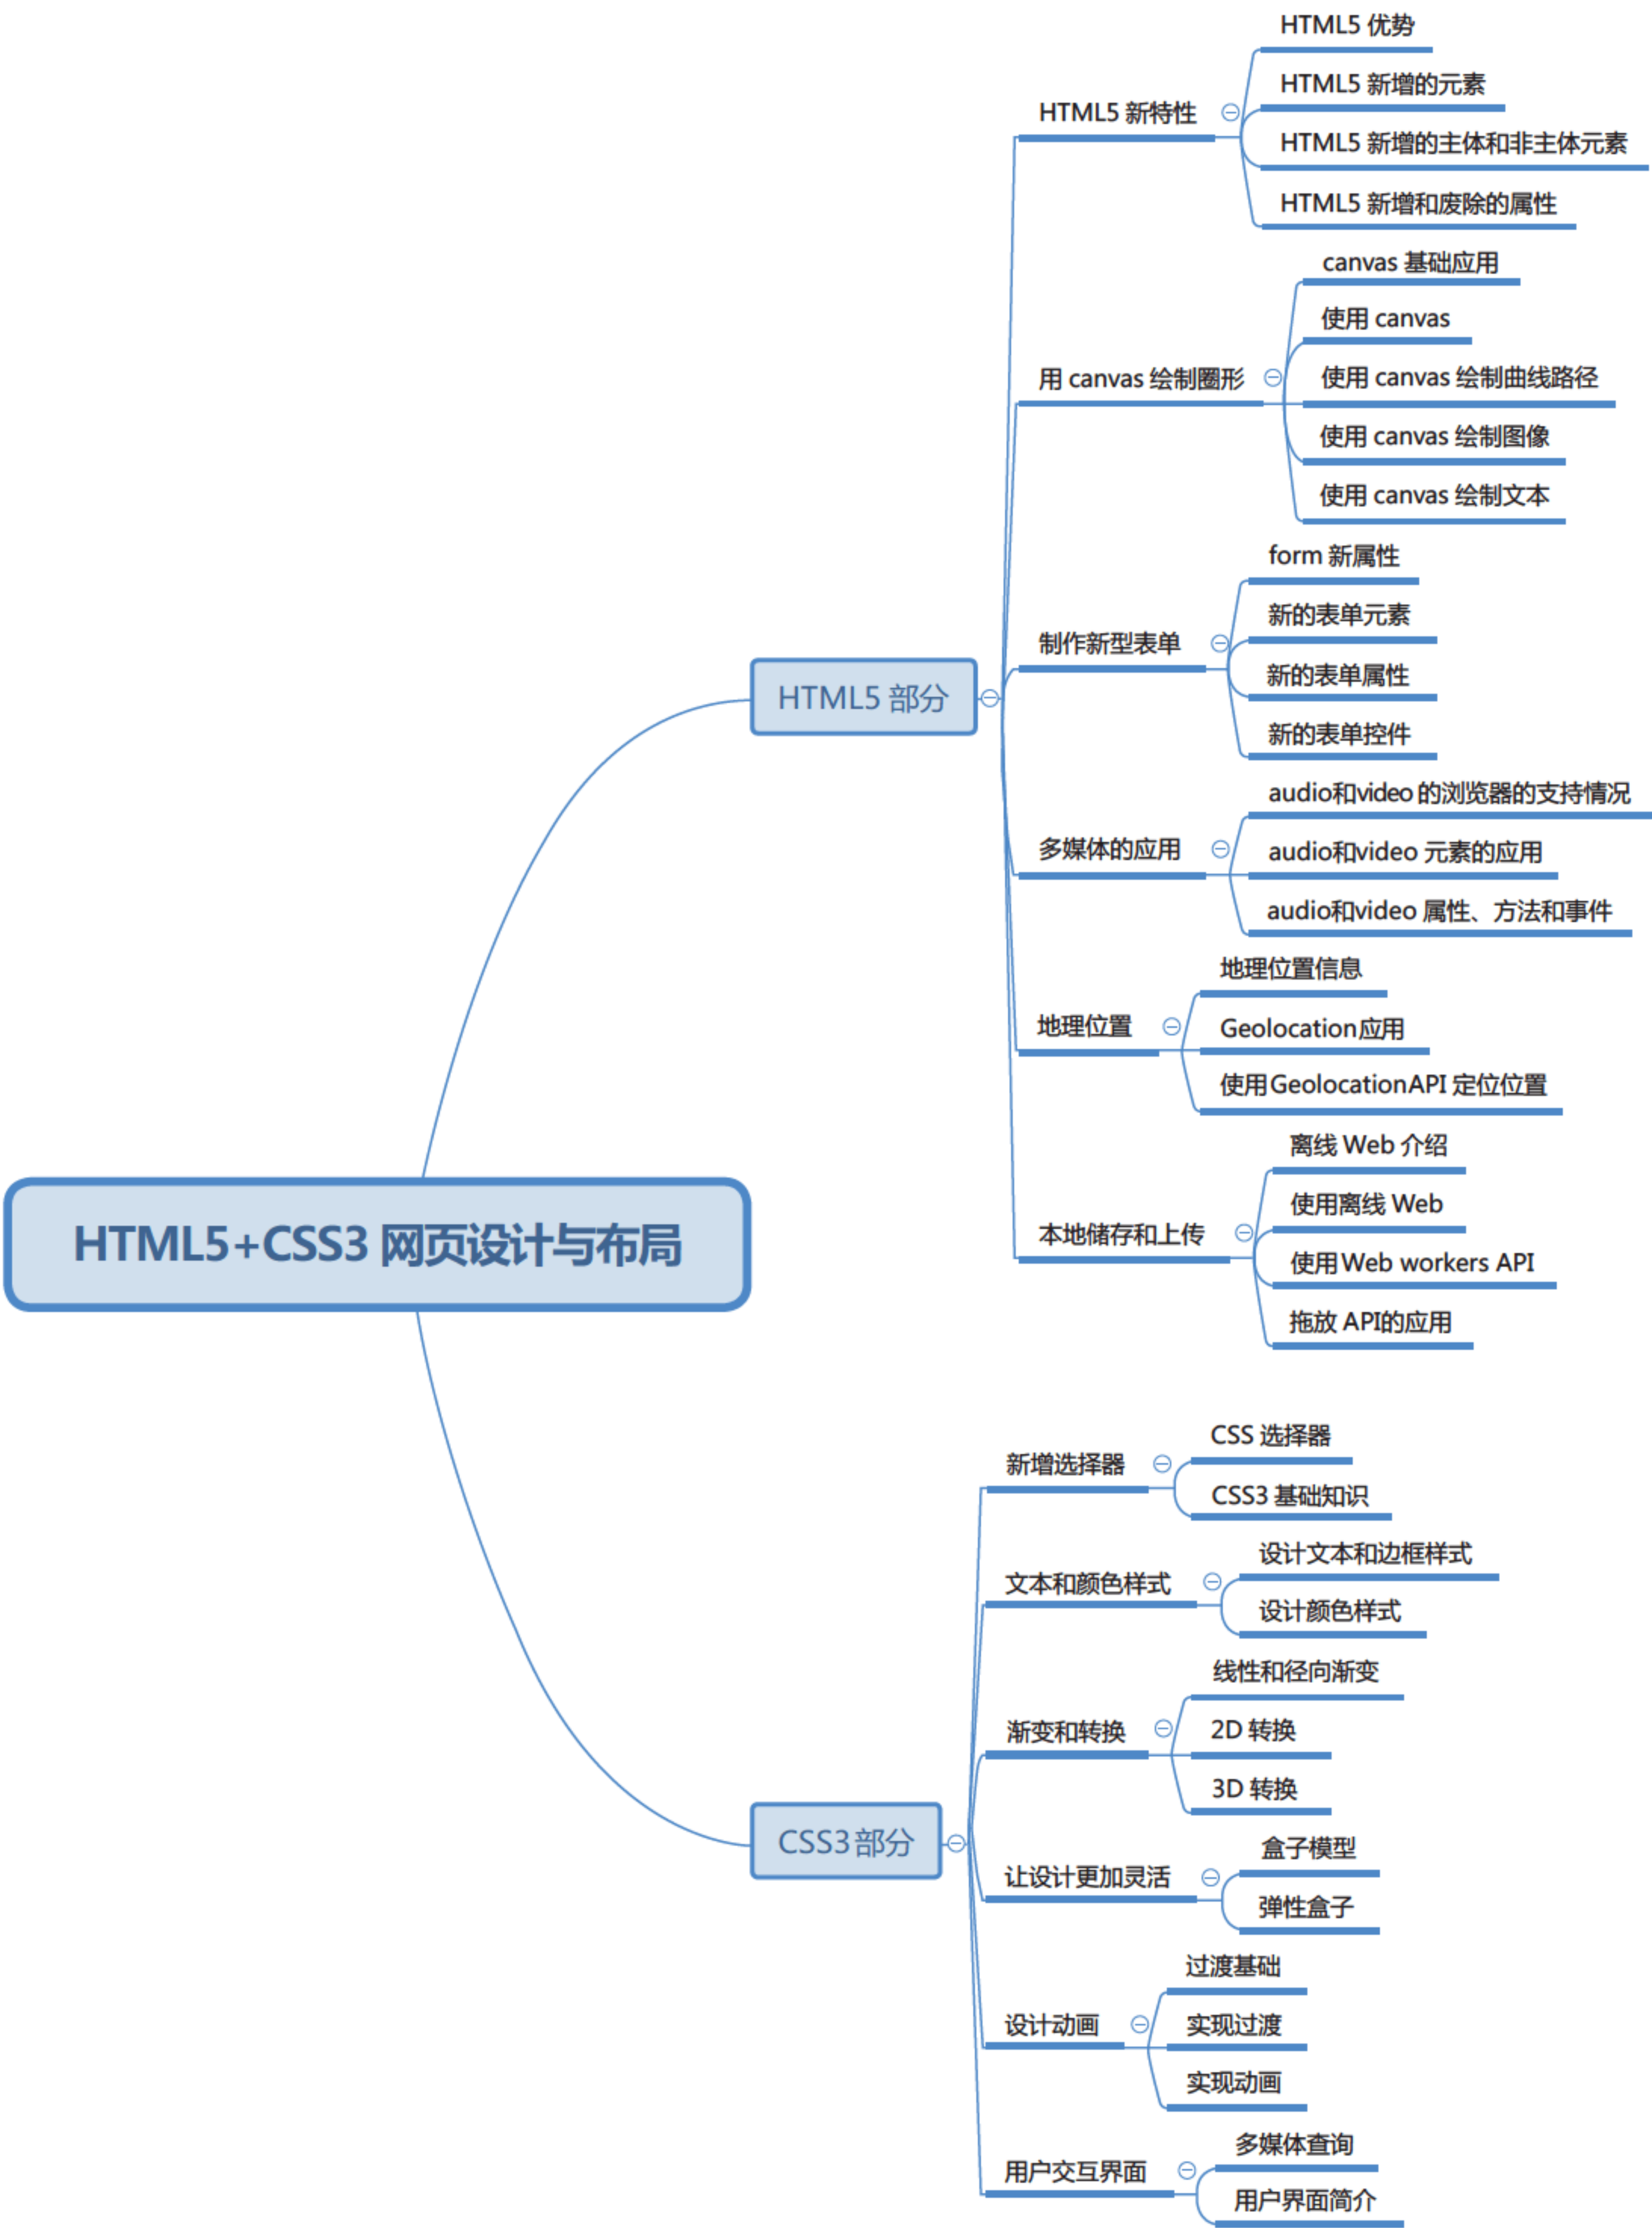 HTML5+CSS3 网页设计与布局
HTML5 部分
HTML5 新特性
HTML5 优势
HTML5 新增的元素
HTML5 新增的主体和非主体元素
HTML5 新增和废除的属性
用 canvas 绘制圈形
canvas 基础应用
使用 canvas
使用 canvas 绘制曲线路径
使用 canvas 绘制图像
使用 canvas 绘制文本
制作新型表单
form 新属性
新的表单元素
新的表单属性
新的表单控件
多媒体的应用
audio和video 的浏览器的支持情况
audio和video 元素的应用
audio和video 属性、方法和事件
地理位置
地理位置信息
Geolocation应用
使用GeolocationAPI 定位位置
本地储存和上传
离线 Web 介绍
使用离线 Web
使用Web workers API
拖放 API的应用
CSS3部分
新增选择器
CSS 选择器
CSS3 基础知识
文本和颜色样式
设计文本和边框样式
设计颜色样式
渐变和转换
线性和径向渐变
2D 转换
3D 转换
让设计更加灵活
盒子模型
弹性盒子
设计动画
过渡基础
实现过渡
实现动画
用户交互界面
多媒体查询
用户界面简介